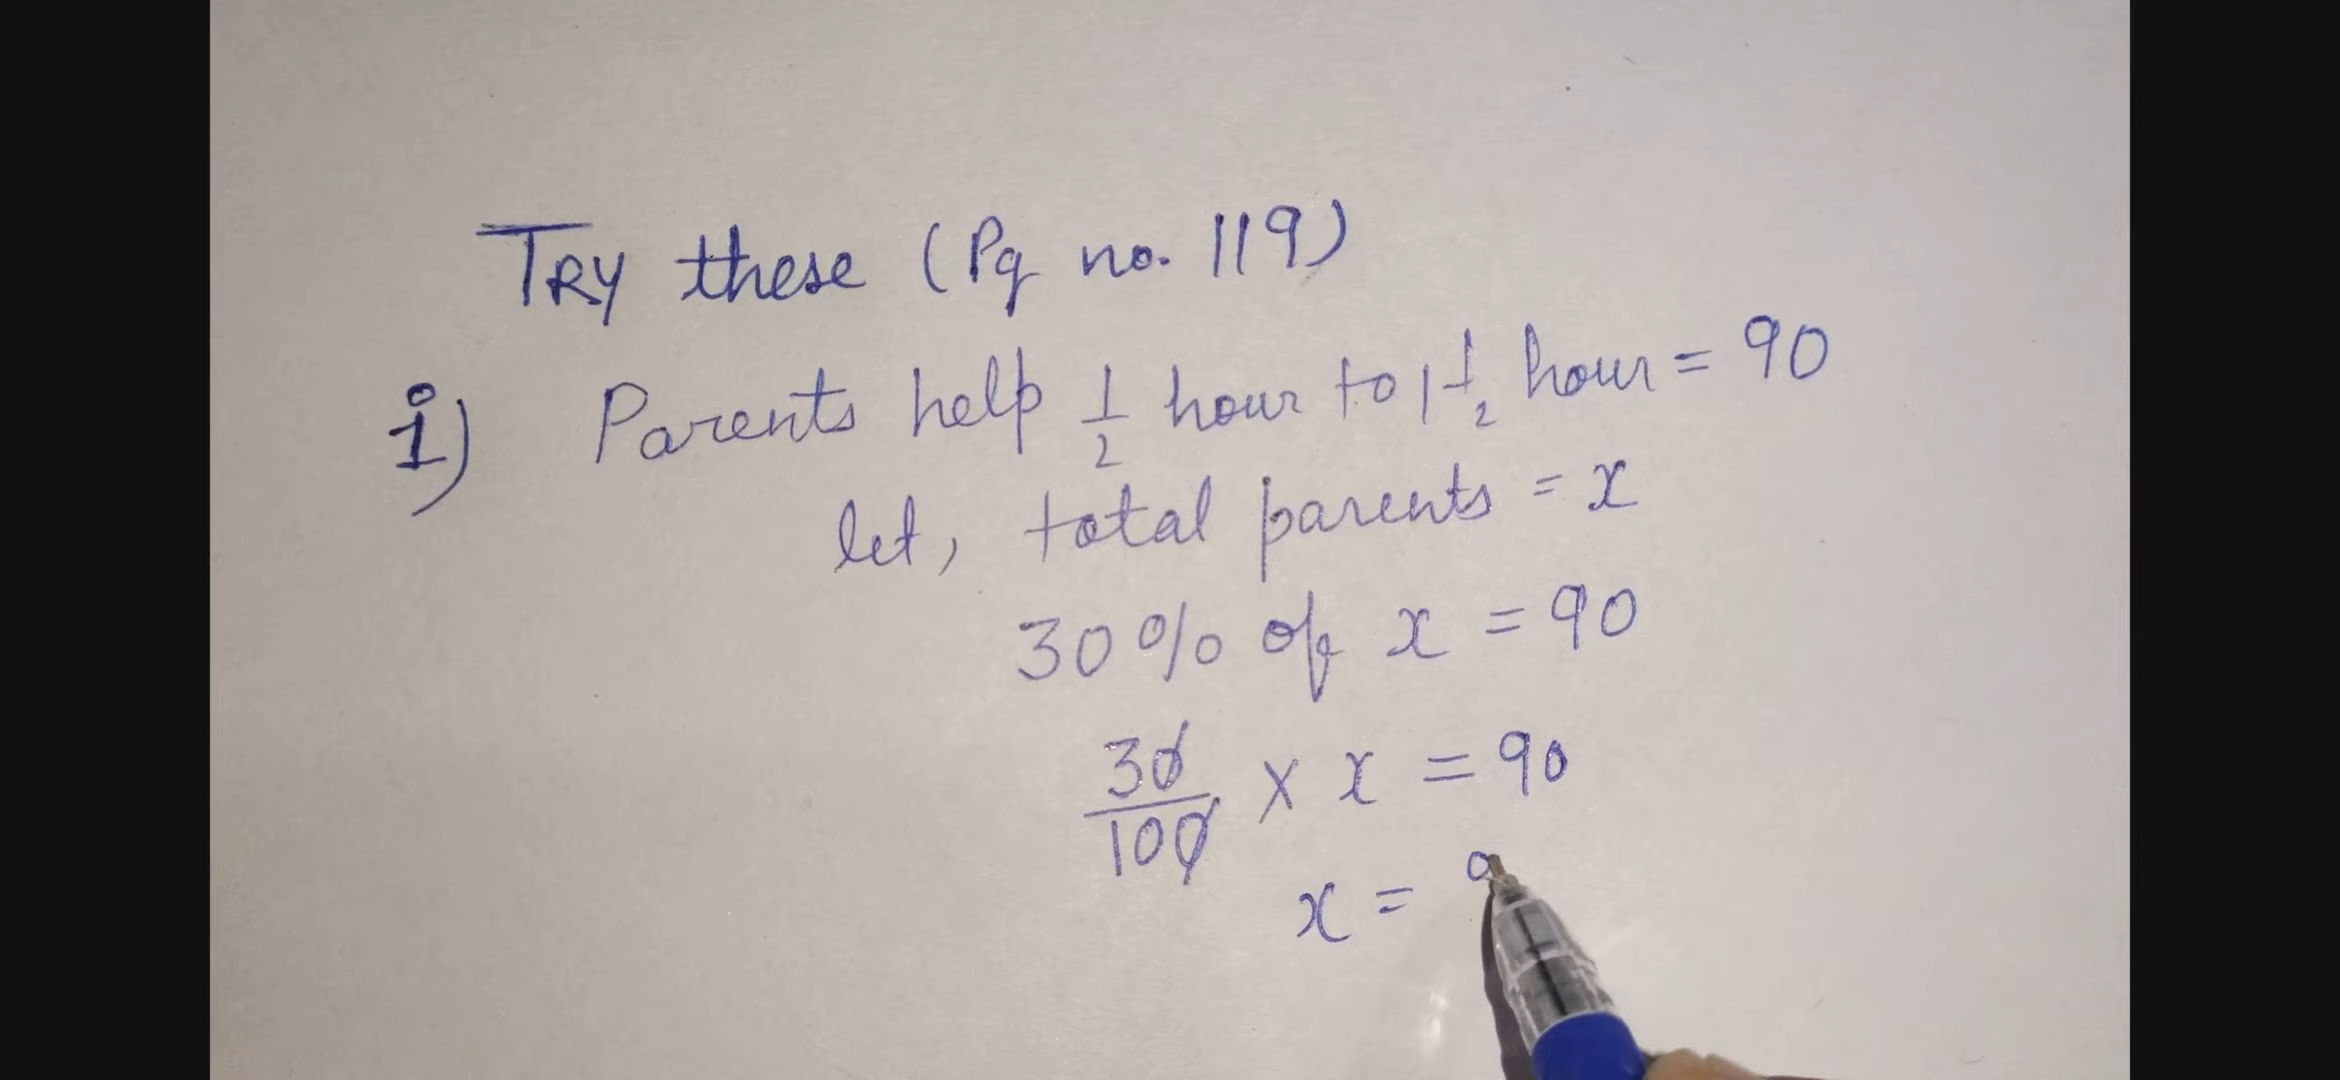 TRY these (Pg no. 119)
i) Parents help 1/2 hour to 1 1/2 hour = 90
let, total parents = x
30% of x = 90
30/100 × x = 90
x = 9